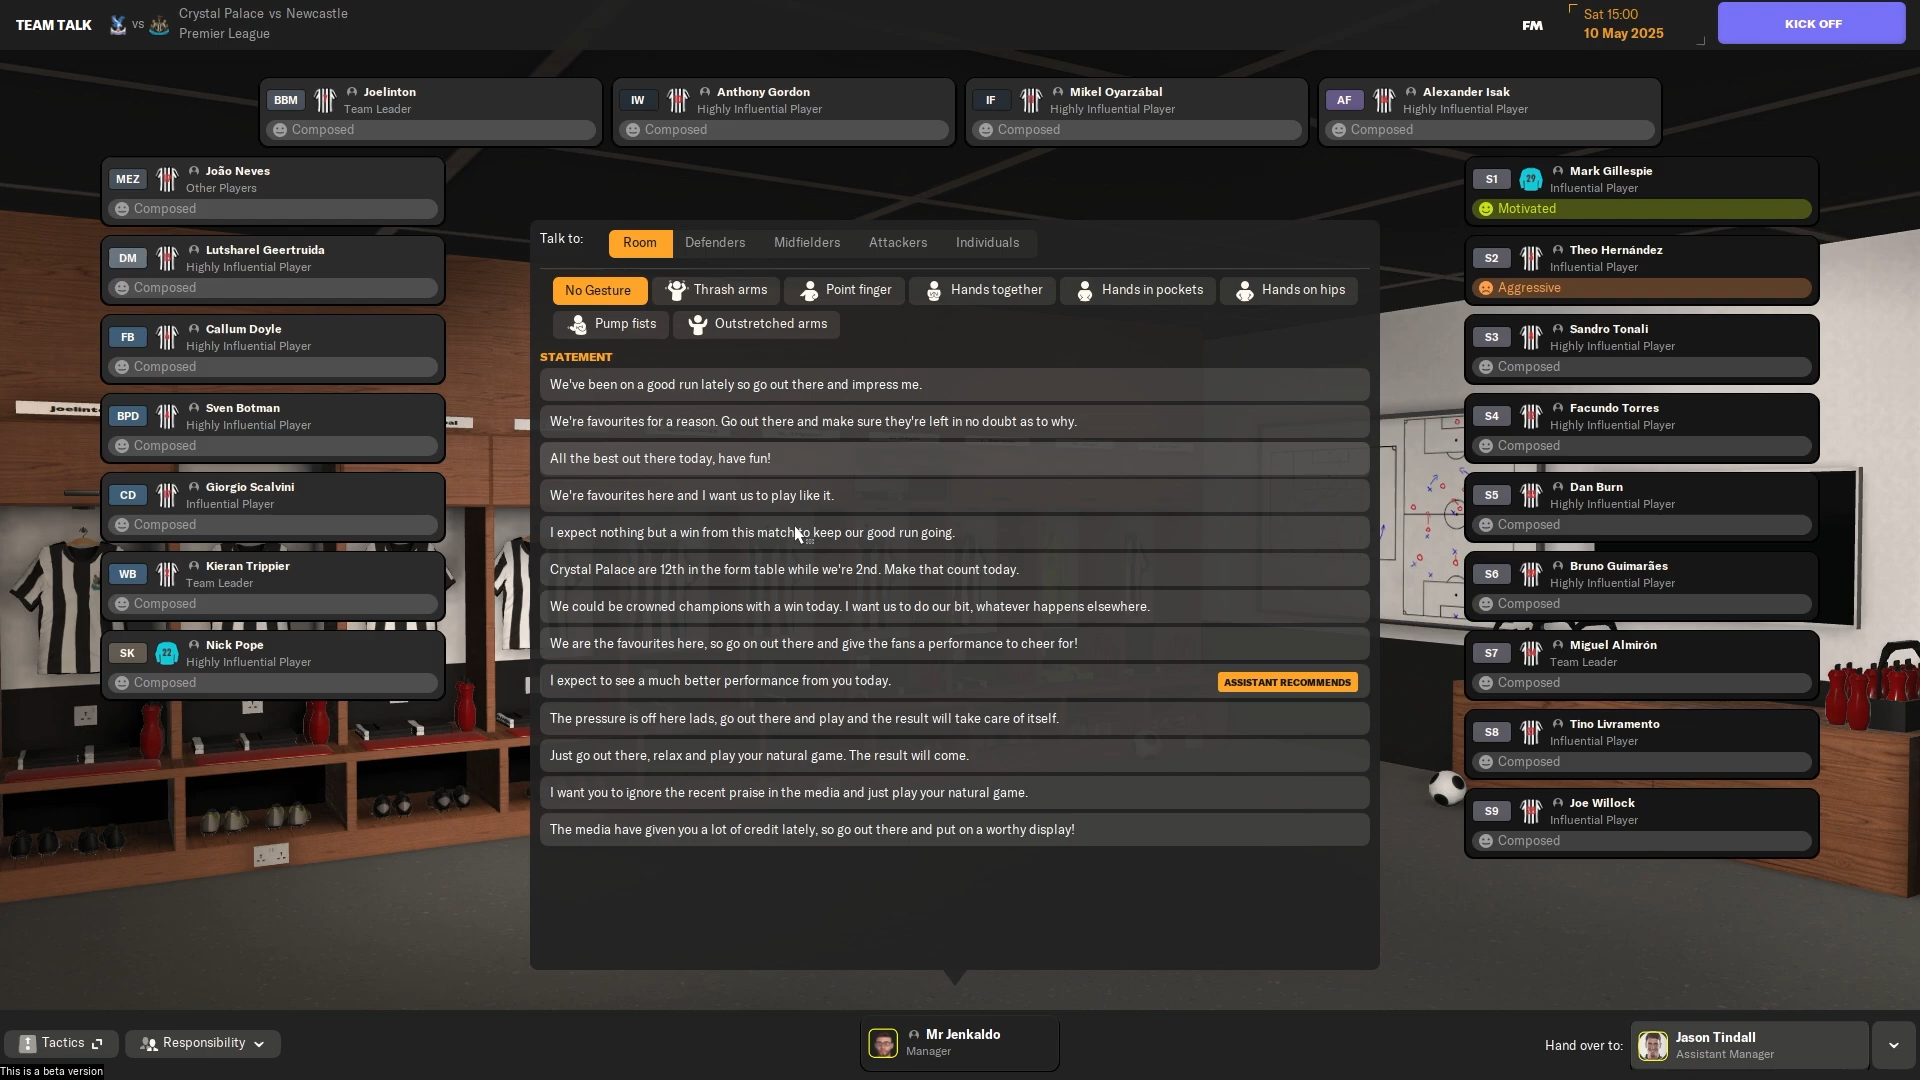 TEAM TALK
vs
Crystal Palace vs Newcastle
Premier League
FM
Sat 15:00
10 May 2025
KICK OFF
BBM
Joelinton
Team Leader
Composed
IW
Anthony Gordon
Highly Influential Player
Composed
IF
Mikel Oyarzábal
Highly Influential Player
Composed
AF
Alexander Isak
Highly Influential Player
Composed
MEZ
João Neves
Other Players
Composed
DM
Lutsharel Geertruida
Highly Influential Player
Composed
FB
Callum Doyle
Highly Influential Player
Composed
BPD
Sven Botman
Highly Influential Player
Composed
CD
Giorgio Scalvini
Influential Player
Composed
WB
Kieran Trippier
Team Leader
Composed
SK
22
Nick Pope
Highly Influential Player
Composed
Talk to:
Room
Defenders
Midfielders
Attackers
Individuals
No Gesture
Thrash arms
Point finger
Hands together
Hands in pockets
Hands on hips
Pump fists
Outstretched arms
STATEMENT
We've been on a good run lately so go out there and impress me.
We're favourites for a reason. Go out there and make sure they're left in no doubt as to why.
All the best out there today, have fun!
We're favourites here and I want us to play like it.
I expect nothing but a win from this match to keep our good run going.
Crystal Palace are 12th in the form table while we're 2nd. Make that count today.
We could be crowned champions with a win today. I want us to do our bit, whatever happens elsewhere.
We are the favourites here, so go on out there and give the fans a performance to cheer for!
I expect to see a much better performance from you today.
ASSISTANT RECOMMENDS
The pressure is off here lads, go out there and play and the result will take care of itself.
Just go out there, relax and play your natural game. The result will come.
I want you to ignore the recent praise in the media and just play your natural game.
The media have given you a lot of credit lately, so go out there and put on a worthy display!
S1
29
Mark Gillespie
Influential Player
Motivated
S2
Theo Hernández
Influential Player
Aggressive
S3
Sandro Tonali
Highly Influential Player
Composed
S4
Facundo Torres
Highly Influential Player
Composed
S5
Dan Burn
Highly Influential Player
Composed
S6
Bruno Guimarães
Highly Influential Player
Composed
S7
Miguel Almirón
Team Leader
Composed
S8
Tino Livramento
Influential Player
Composed
S9
Joe Willock
Influential Player
Composed
Tactics
Responsibility
Mr Jenkaldo
Manager
Hand over to:
Jason Tindall
Assistant Manager
This is a beta version